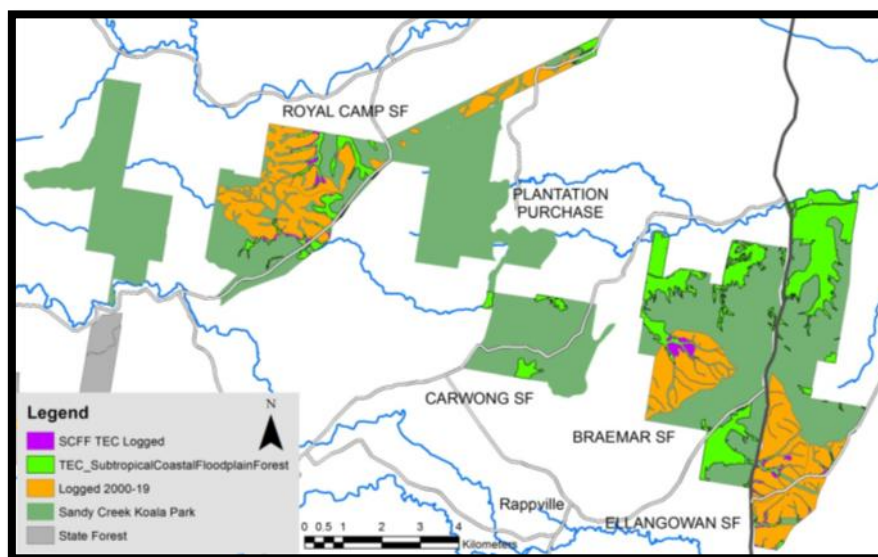 ROYAL CAMP SF
PLANTATION
PURCHASE
CARWONG SF
BRAEMAR SF
Rappville
ELLANGOWAN SF
Legend
N
SCFF TEC Logged
TEC_SubtropicalCoastalFloodplainForest
Logged 2000-19
Sandy Creek Koala Park
State Forest
0 0.5 1 2 3 4
Kilometers